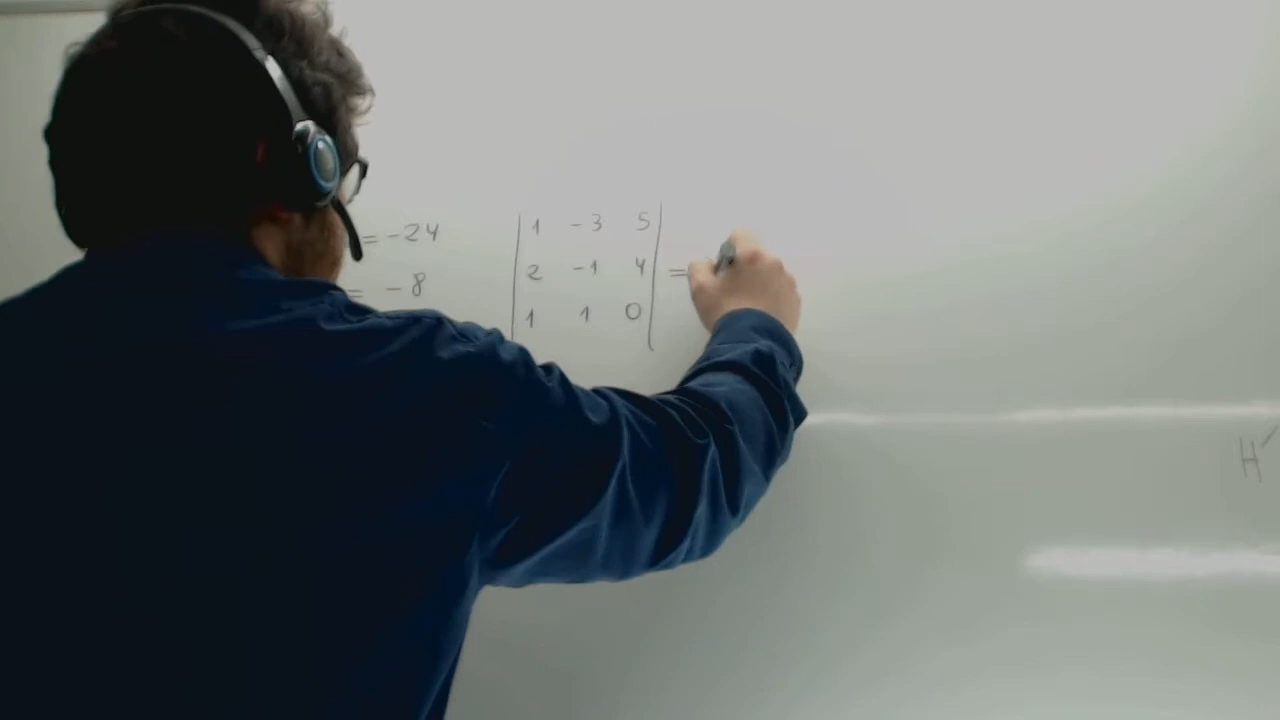 = -24
= -8
| 1 -3 5 |
| 2 -1 4 | =
| 1 1 0 |
H